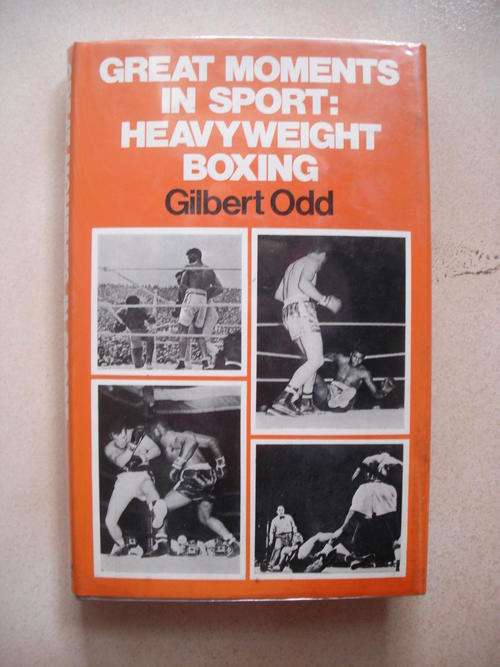 GREAT MOMENTS
IN SPORT:
HEAVYWEIGHT
BOXING
Gilbert Odd